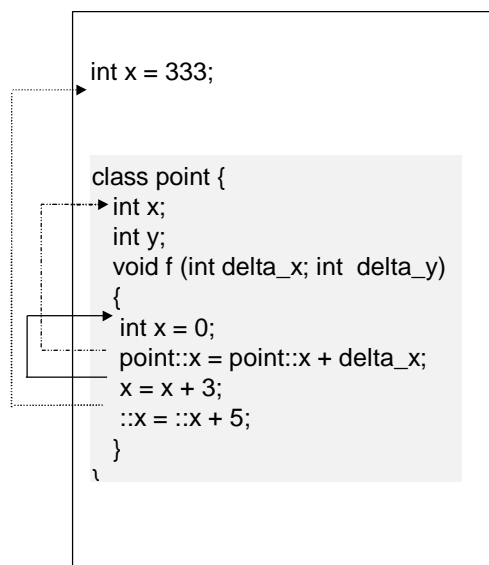 int x = 333;
class point {
int x;
int y;
void f (int delta_x; int delta_y)
{
int x = 0;
point::x = point::x + delta_x;
x = x + 3;
::x = ::x + 5;
}
}